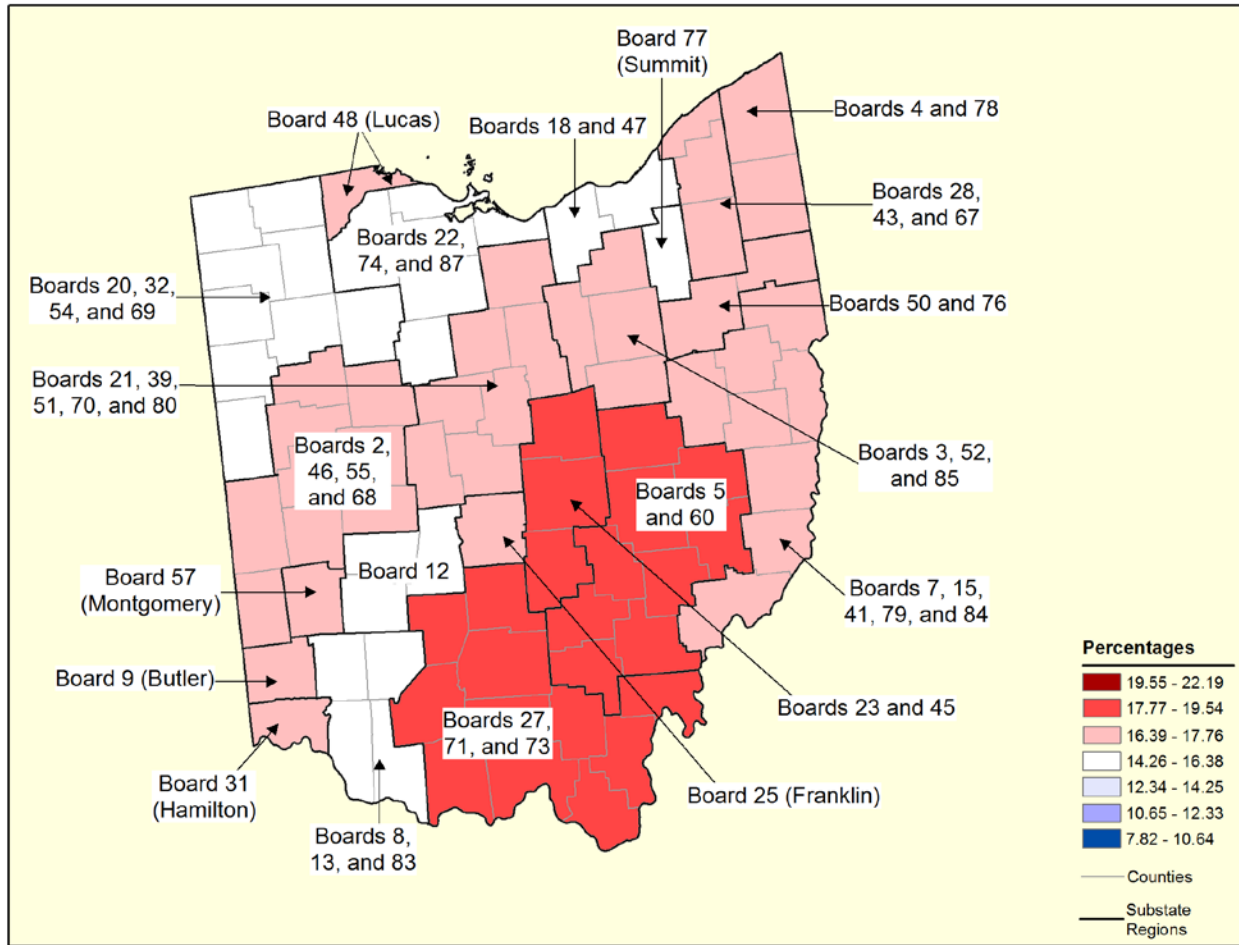 Board 77
(Summit)
Boards 4 and 78
Board 48 (Lucas)
Boards 18 and 47
Boards 28,
43, and 67
Boards 22,
74, and 87
Boards 20, 32,
54, and 69
Boards 50 and 76
Boards 21, 39,
51, 70, and 80
Boards 2,
46, 55,
and 68
Boards 3, 52,
and 85
Boards 5
and 60
Board 57
(Montgomery)
Board 12
Boards 7, 15,
41, 79, and 84
Board 9 (Butler)
Boards 23 and 45
Boards 27,
71, and 73
Board 31
(Hamilton)
Board 25 (Franklin)
Boards 8,
13, and 83
Percentages
19.55 - 22.19
17.77 - 19.54
16.39 - 17.76
14.26 - 16.38
12.34 - 14.25
10.65 - 12.33
7.82 - 10.64
Counties
Substate
Regions